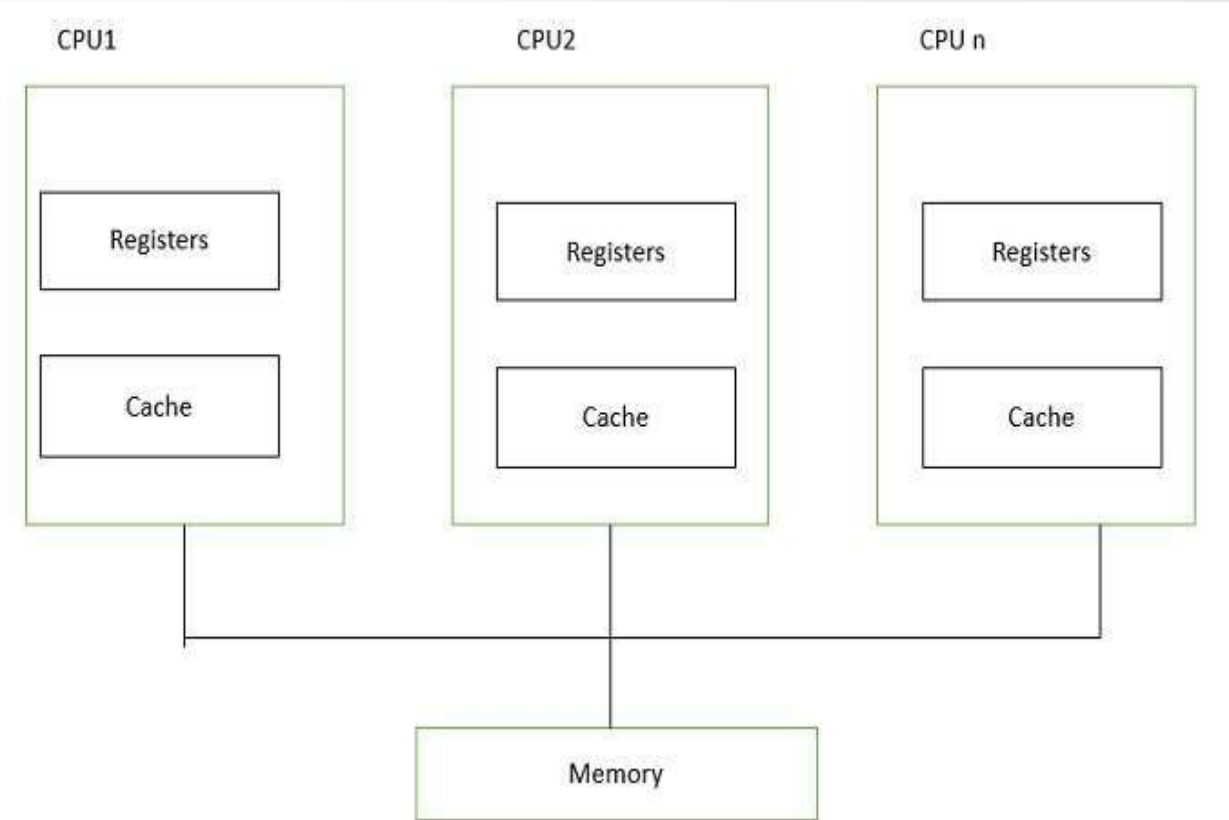 CPU1
CPU2
CPU n
Registers
Registers
Registers
Cache
Cache
Cache
Memory